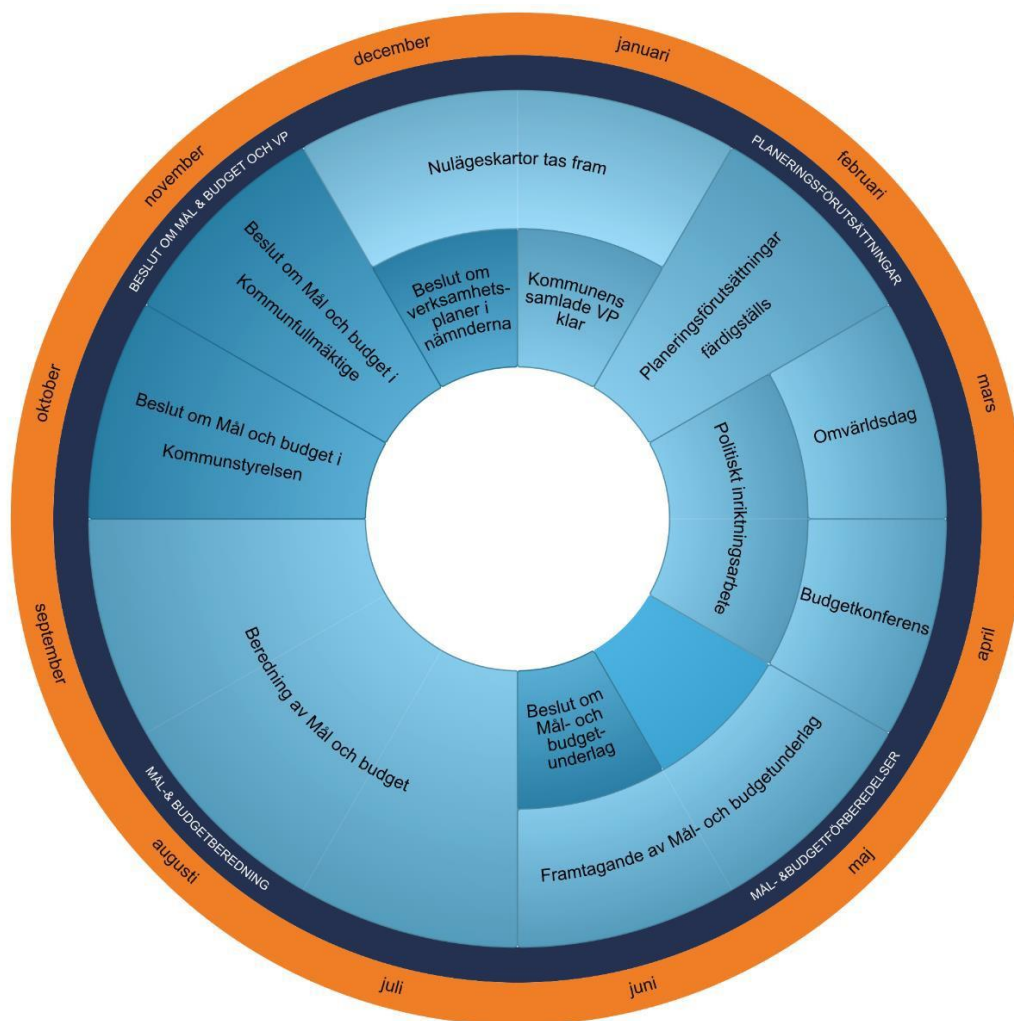 december
januari
februari
mars
april
maj
juni
juli
augusti
september
oktober
november
PLANERINGSFÖRUTSÄTTNINGAR
MÅL- &BUDGETFÖRBEREDELSER
MÅL-& BUDGETBEREDNING
BESLUT OM MÅL & BUDGET OCH VP
Nulägeskartor tas fram
Kommunens
samlade VP
klar
Planeringsförutsättningar
färdigställs
Omvärldsdag
Politiskt inriktningsarbete
Budgetkonferens
Framtagande av Mål- och budgetunderlag
Beslut om
Mål- och
budget-
underlag
Beredning av Mål och budget
Beslut om Mål och budget i
Kommunstyrelsen
Beslut om Mål och budget i
Kommunfullmäktige
Beslut om
verksamhets-
planer i
nämnderna